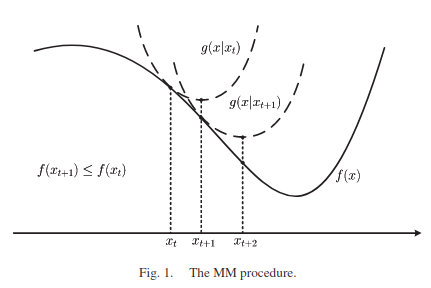 g(x|x_t)
g(x|x_{t+1})
f(x_{t+1}) ≤ f(x_t)
f(x)
x_t x_{t+1} x_{t+2}
Fig. 1. The MM procedure.